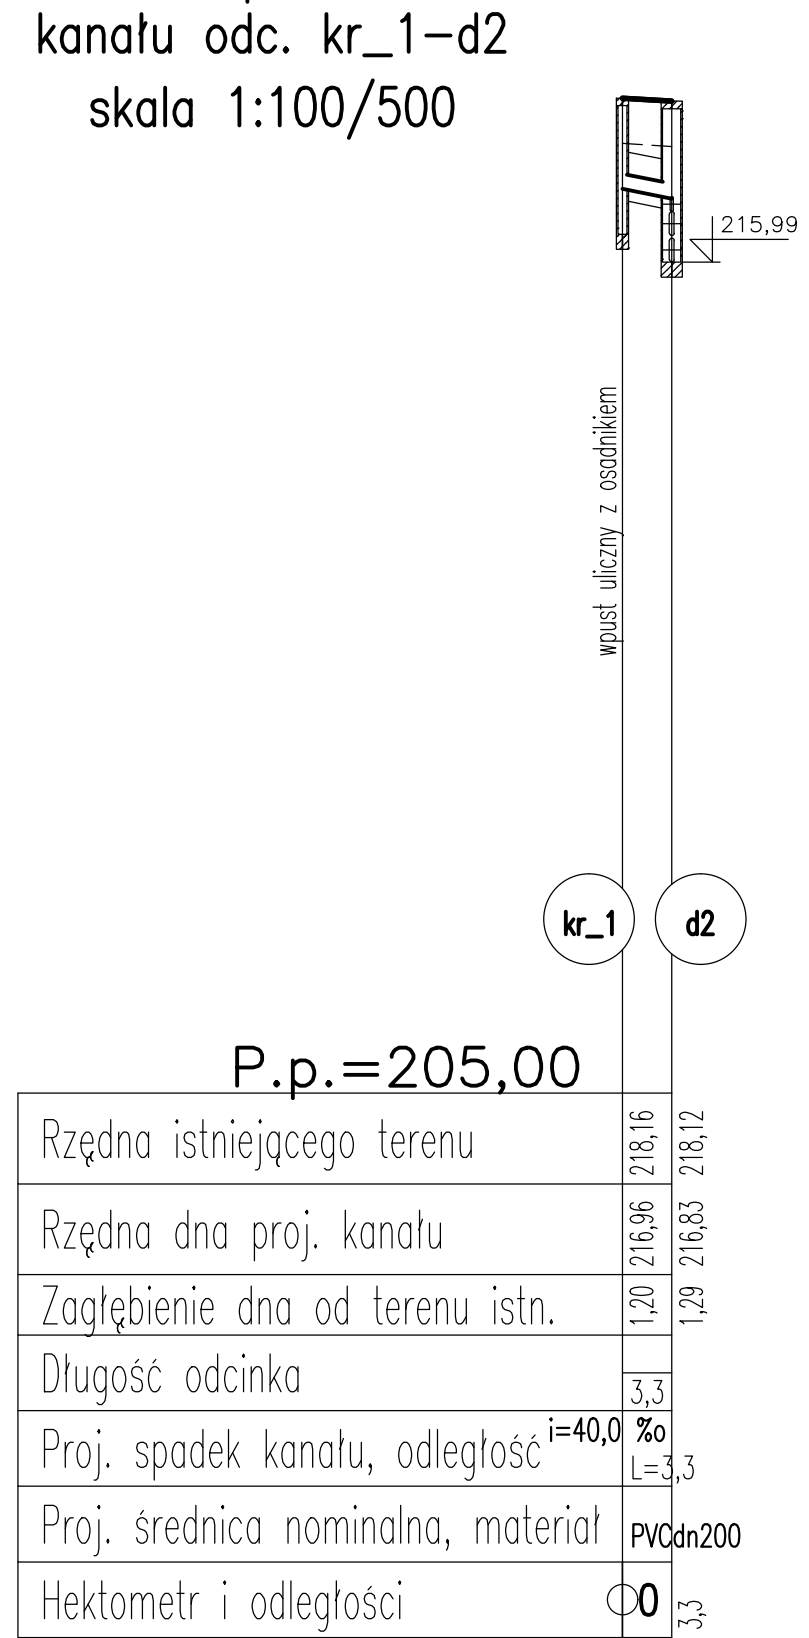 kanału odc. kr_1-d2
skala 1:100/500
215,99
wpust uliczny z osadnikiem
kr_1
d2
P.p.=205,00
Rzędna istniejącego terenu 218,16 218,12
Rzędna dna proj. kanału 216,96 216,83
Zagłębienie dna od terenu istn. 1,20 1,29
Długość odcinka 3,3
Proj. spadek kanału, odległość i=40,0 ‰ L=3,3
Proj. średnica nominalna, materiał PVCdn200
Hektometr i odległości 0 3,3